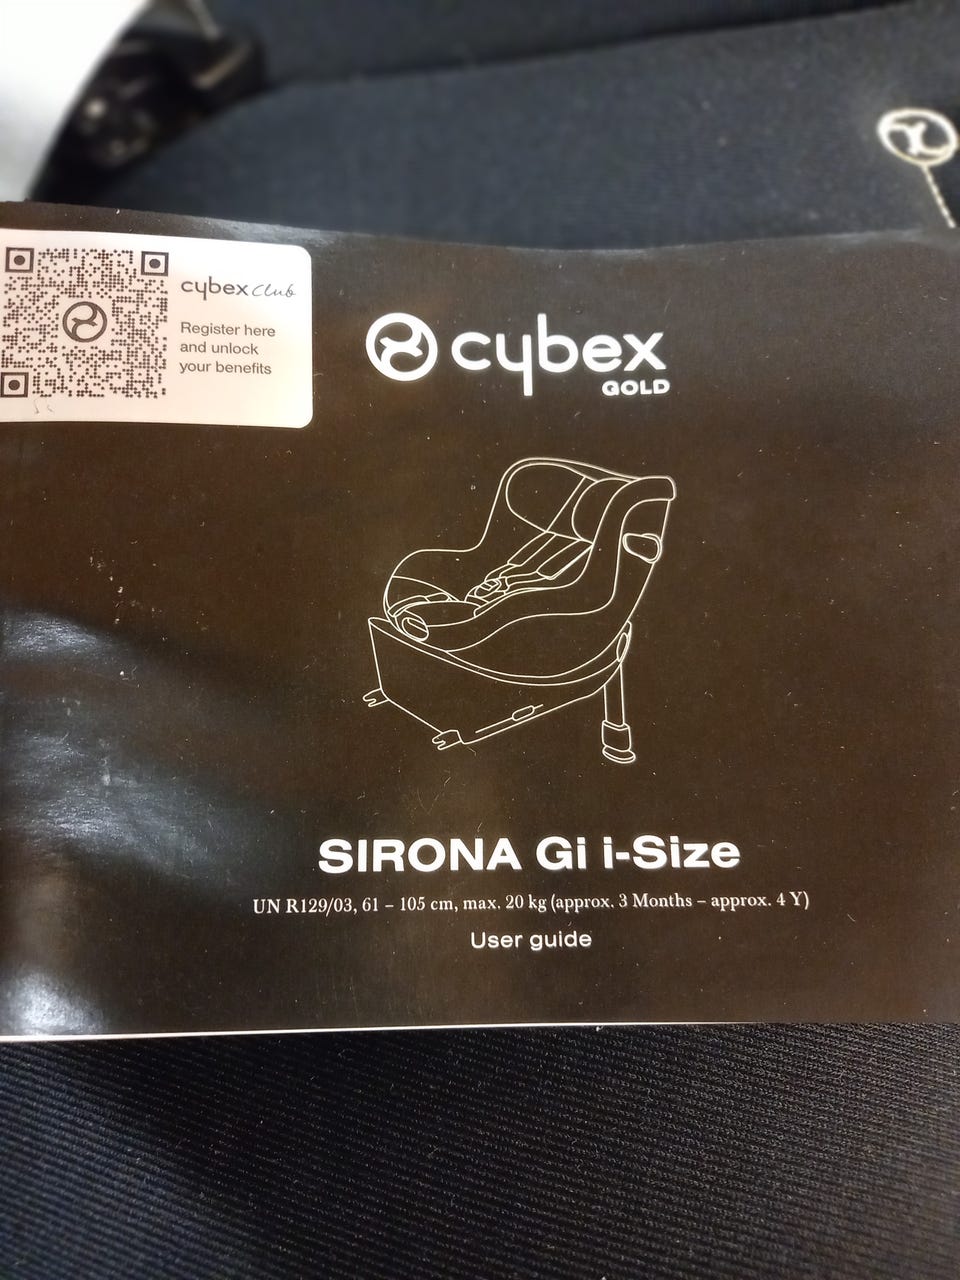 cybex club
Register here
and unlock
your benefits
cybex
GOLD
SIRONA Gi i-Size
UN R129/03, 61 – 105 cm, max. 20 kg (approx. 3 Months – approx. 4 Y)
User guide